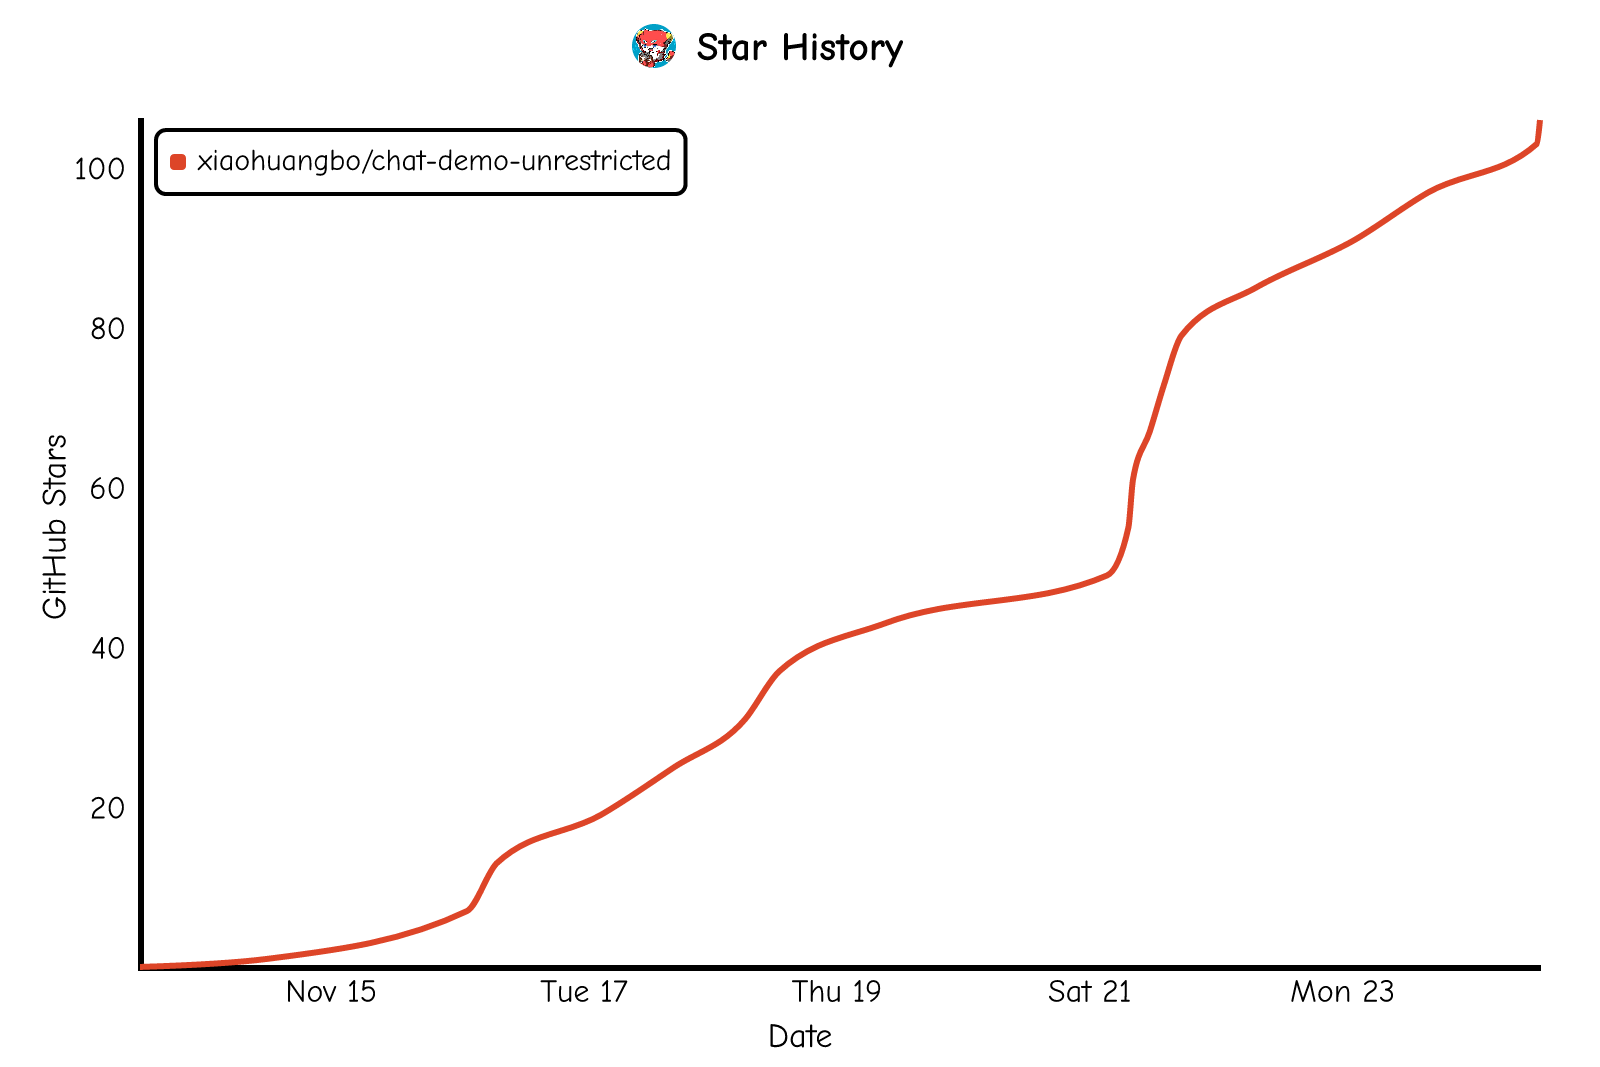 Star History
xiaohuangbo/chat-demo-unrestricted
100
80
60
40
20
GitHub Stars
Nov 15 Tue 17 Thu 19 Sat 21 Mon 23
Date